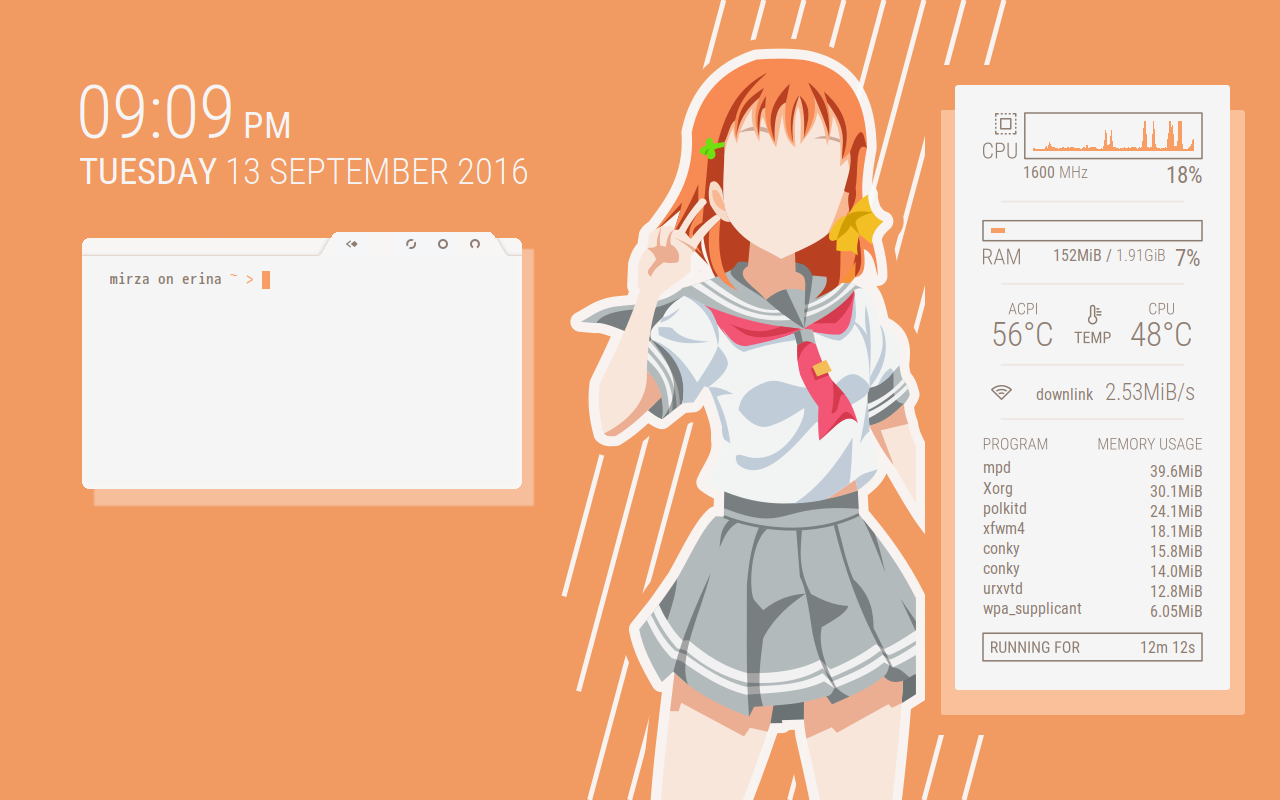 09:09 PM
TUESDAY 13 SEPTEMBER 2016
mirza on erina ~ >
CPU
1600 MHz 18%
RAM 152MiB / 1.91GiB 7%
ACPI CPU
56°C TEMP 48°C
downlink 2.53MiB/s
PROGRAM MEMORY USAGE
mpd 39.6MiB
Xorg 30.1MiB
polkitd 24.1MiB
xfwm4 18.1MiB
conky 15.8MiB
conky 14.0MiB
urxvtd 12.8MiB
wpa_supplicant 6.05MiB
RUNNING FOR 12m 12s